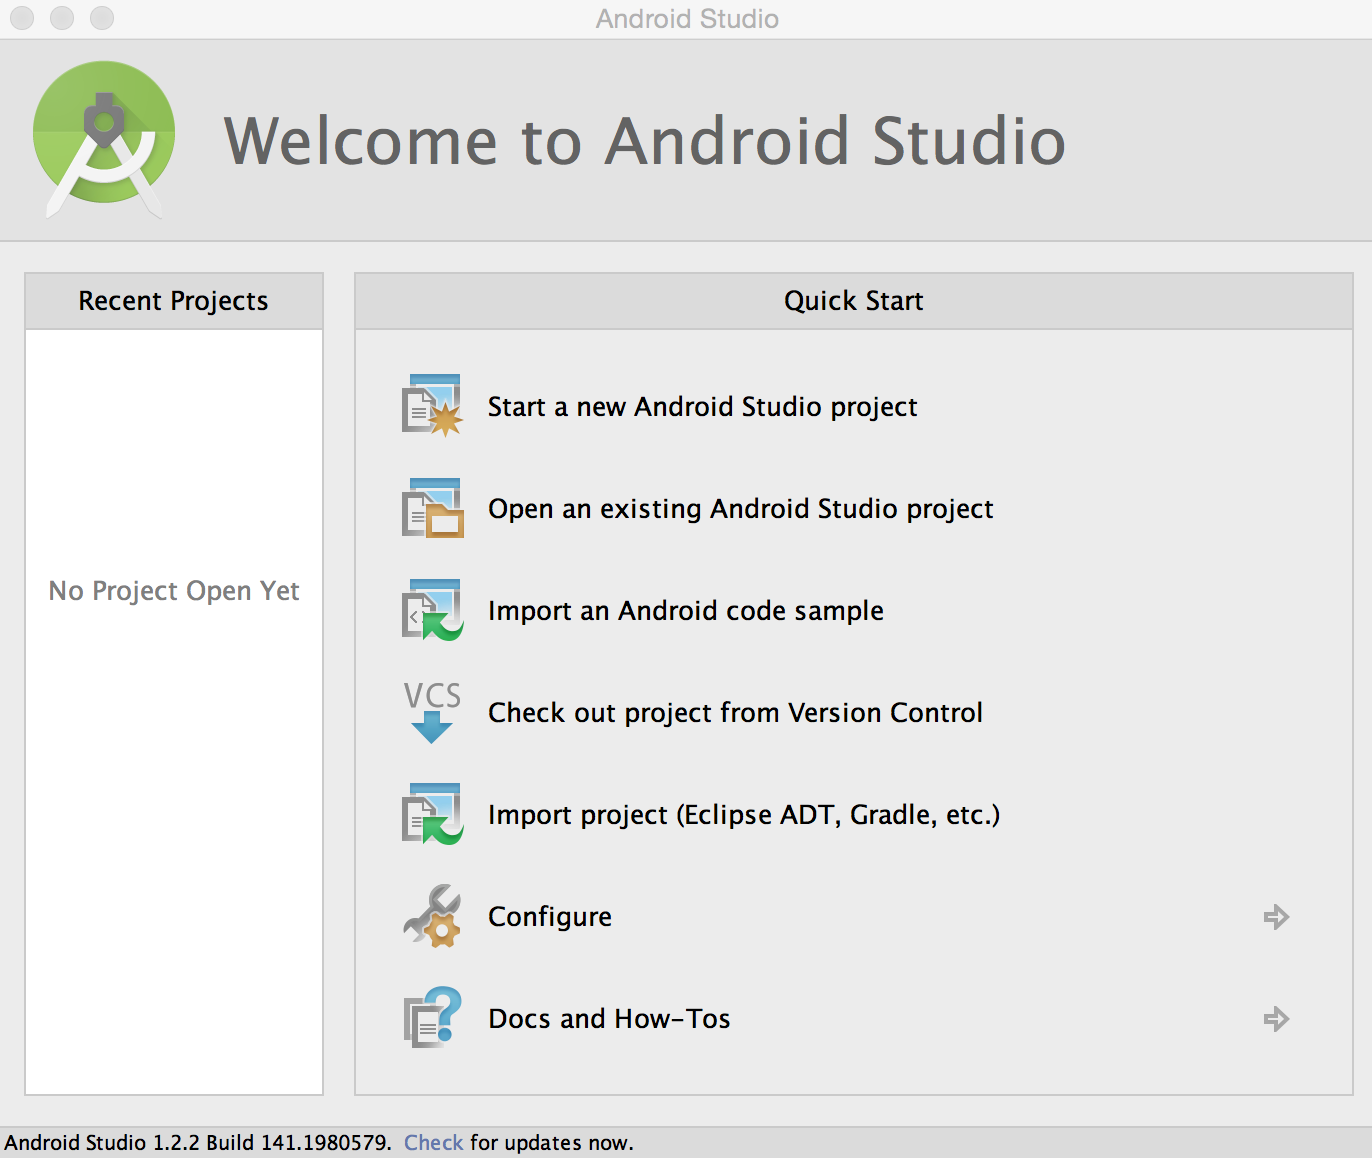 Android Studio
Welcome to Android Studio
Recent Projects
No Project Open Yet
Quick Start
Start a new Android Studio project
Open an existing Android Studio project
Import an Android code sample
VCS
Check out project from Version Control
Import project (Eclipse ADT, Gradle, etc.)
Configure
Docs and How-Tos
Android Studio 1.2.2 Build 141.1980579. Check for updates now.